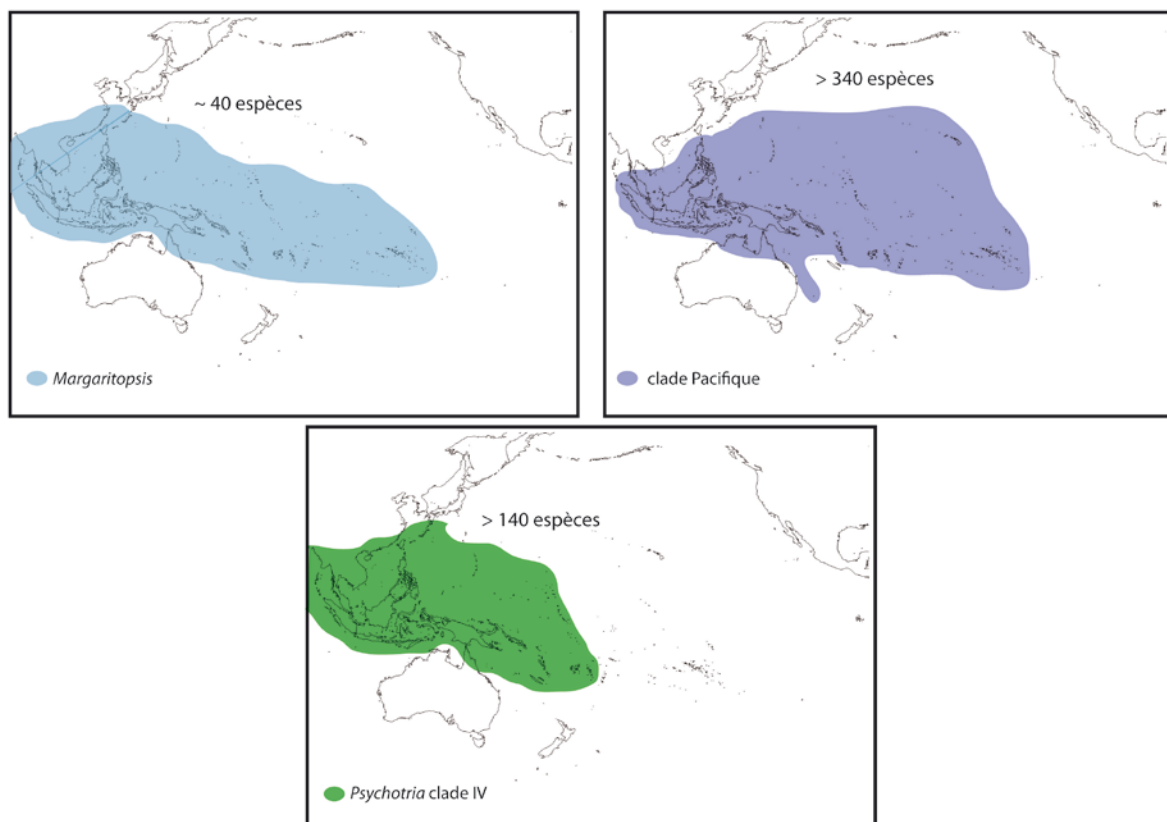 ~ 40 espèces
Margaritopsis
> 340 espèces
clade Pacifique
> 140 espèces
Psychotria clade IV